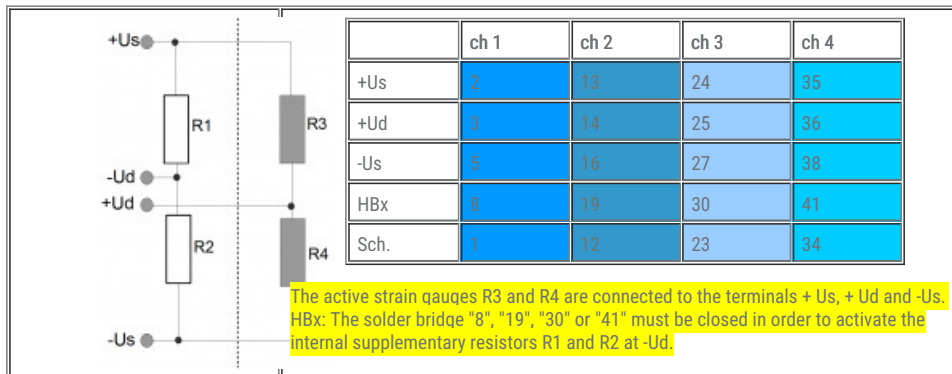 +Us
R1
R3
-Ud
+Ud
R2
R4
-Us
ch 1 ch 2 ch 3 ch 4
+Us 2 13 24 35
+Ud 3 14 25 36
-Us 5 16 27 38
HBx 8 19 30 41
Sch. 1 12 23 34
The active strain gauges R3 and R4 are connected to the terminals + Us, + Ud and -Us.
HBx: The solder bridge "8", "19", "30" or "41" must be closed in order to activate the
internal supplementary resistors R1 and R2 at -Ud.